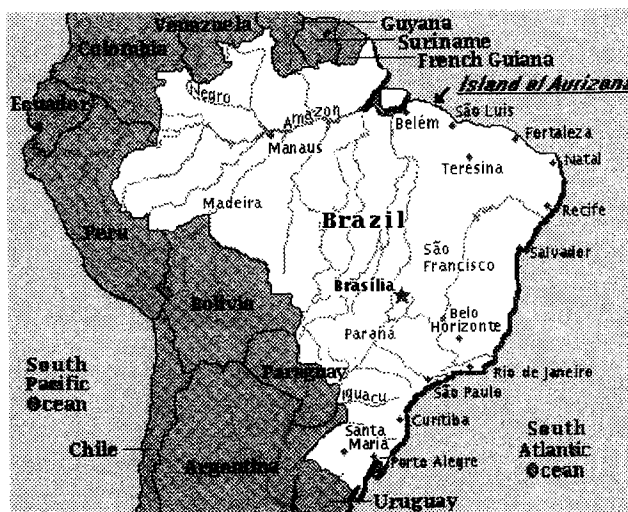 Venunzuela
Guyana
Colombia
Suriname
French Guiana
Island of Aurizona
Ecuador
Negro
Amazon
Belém
São Luis
Fortaleza
Manaus
Teresina
Natal
Madeira
Recife
Brazil
Peru
São
Francisco
Salvador
Brasília
Bolivia
Belo
Horizonte
Paraná
South
Pacific
Ocean
Paraguay
Rio de Janeiro
Iguaçu
São Paulo
Curitiba
South
Atlantic
Ocean
Santa
Maria
Chile
Porto Alegre
Argentina
Uruguay